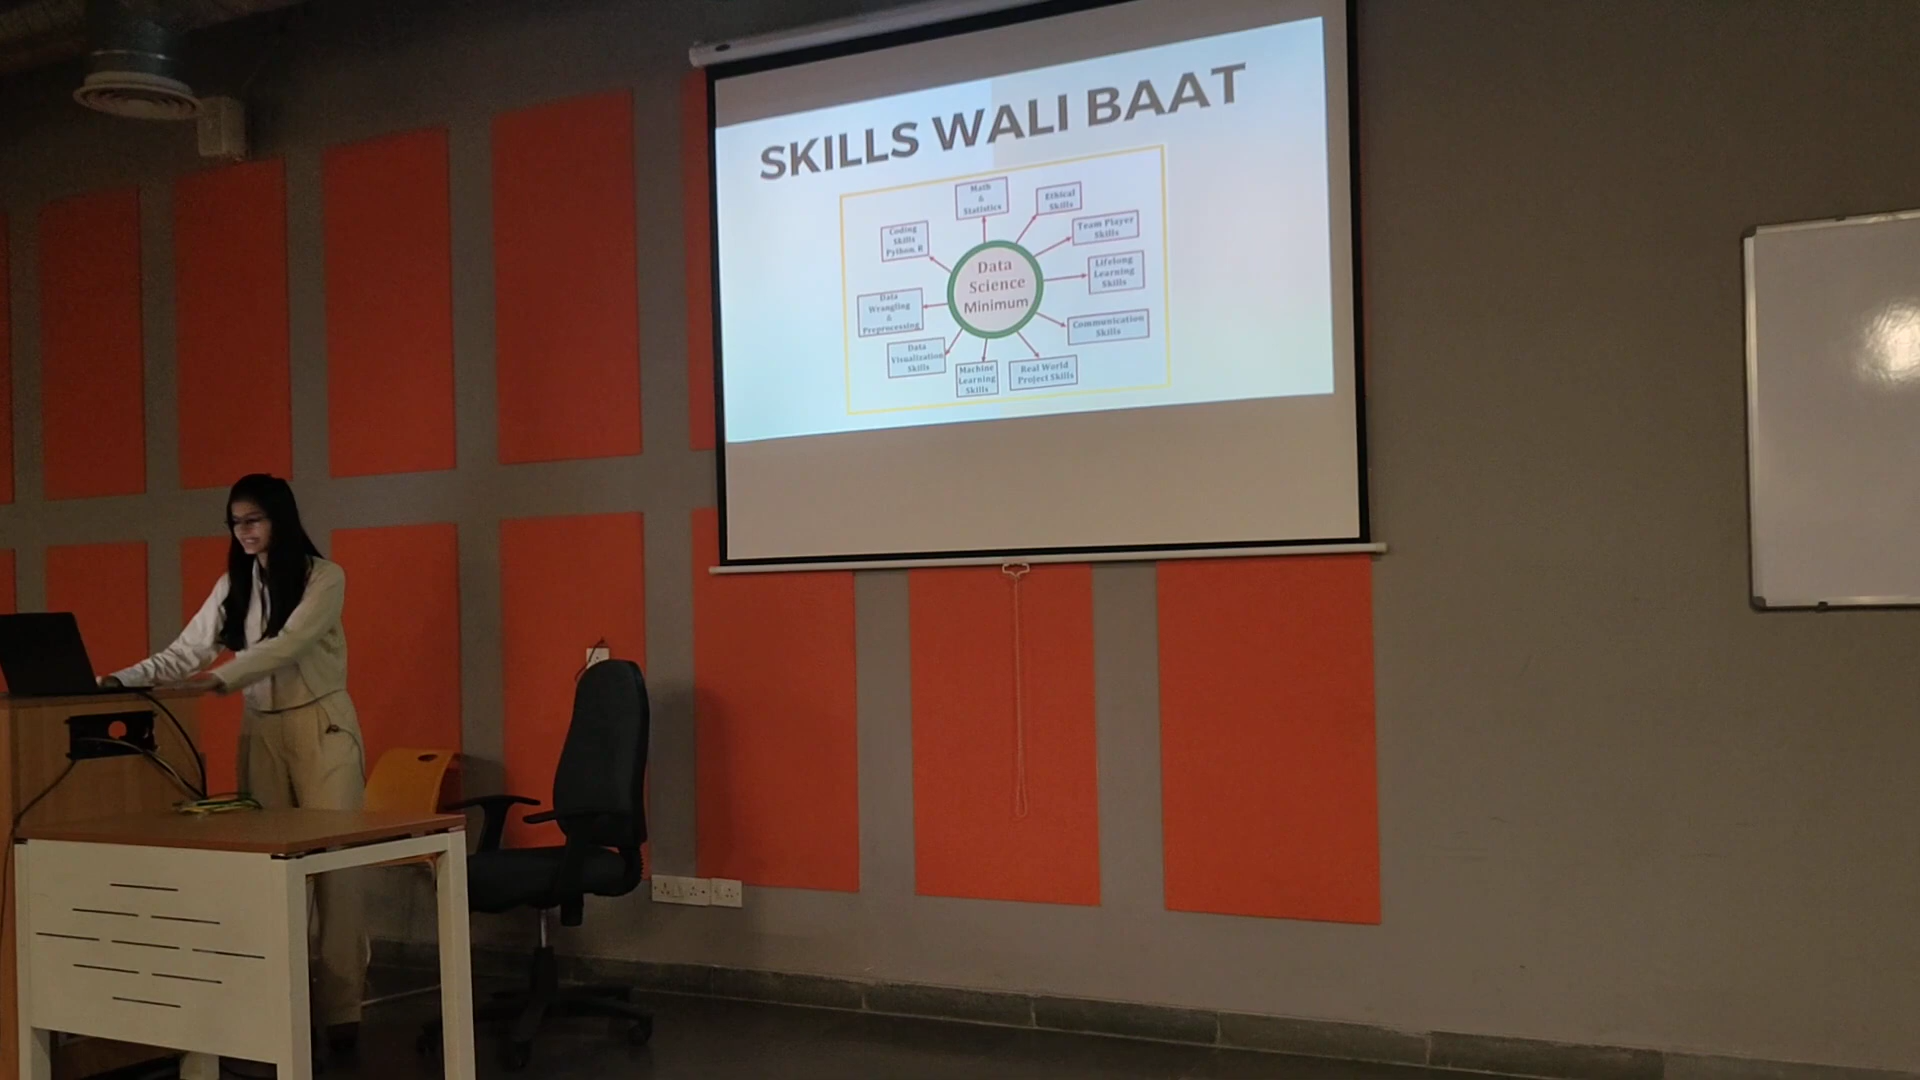 SKILLS WALI BAAT
Math
&
Statistics
Ethical
Skills
Team Player
Skills
Lifelong
Learning
Skills
Communication
Skills
Real World
Project Skills
Machine
Learning
Skills
Data
Visualization
Skills
Data
Wrangling
&
Preprocessing
Coding
Skills
Python, R
Data
Science
Minimum